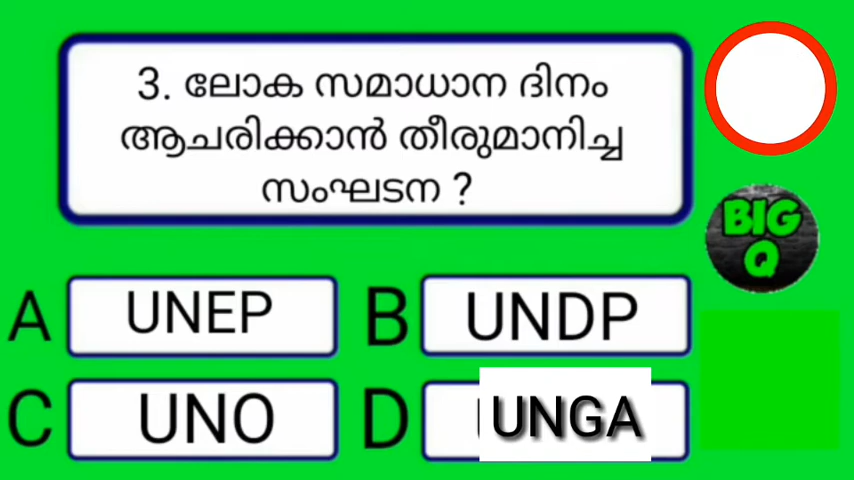 3. ലോക സമാധാന ദിനം
ആചരിക്കാൻ തീരുമാനിച്ച
സംഘടന ?
BIG
Q
A UNEP B UNDP
C UNO D UNGA